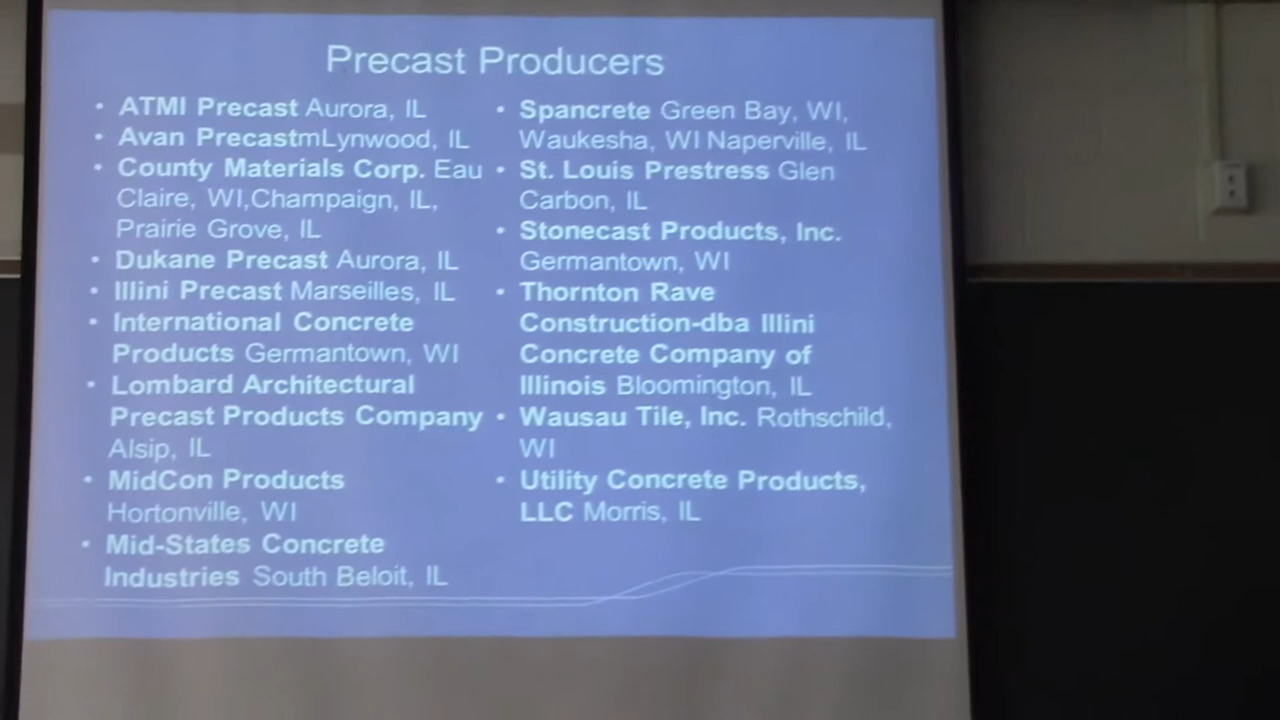 Precast Producers
• ATMI Precast Aurora, IL
• Avan PrecastmLynwood, IL
• County Materials Corp. Eau
Claire, WI,Champaign, IL,
Prairie Grove, IL
• Dukane Precast Aurora, IL
• Illini Precast Marseilles, IL
• International Concrete
Products Germantown, WI
• Lombard Architectural
Precast Products Company
Alsip, IL
• MidCon Products
Hortonville, WI
• Mid-States Concrete
Industries South Beloit, IL
• Spancrete Green Bay, WI,
Waukesha, WI Naperville, IL
• St. Louis Prestress Glen
Carbon, IL
• Stonecast Products, Inc.
Germantown, WI
• Thornton Rave
Construction-dba Illini
Concrete Company of
Illinois Bloomington, IL
• Wausau Tile, Inc. Rothschild,
WI
• Utility Concrete Products,
LLC Morris, IL